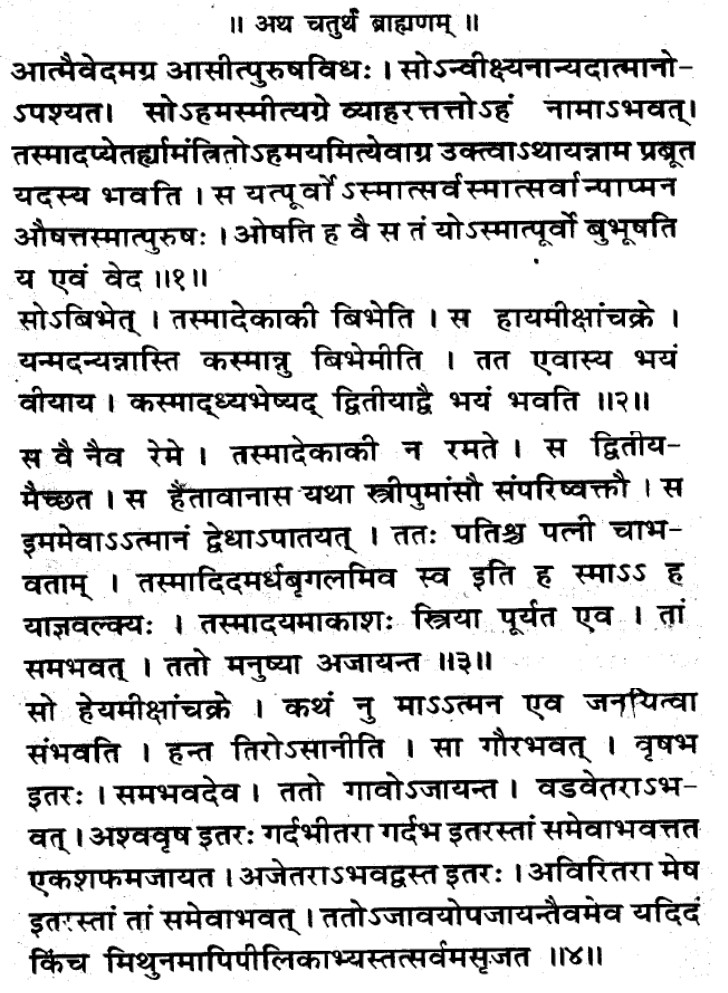 ॥ अथ चतुर्थं ब्राह्मणम् ॥
आत्मैवेदमग्र आसीत्पुरुषविधः । सोऽन्वीक्ष्यनान्यदात्मानो-
ऽपश्यत। सोऽहमस्मीत्यग्रे व्याहरत्ततोऽहं नामाऽभवत्।
तस्मादप्येतर्ह्यामंत्रितोऽहमयमित्येवाग्र उक्त्वाऽथायन्नाम प्रब्रूत
यदस्य भवति । स यत्पूर्वोऽस्मात्सर्वस्मात्सर्वान्पाप्मन
औषत्तस्मात्पुरुषः । ओषति ह वै स तं योऽस्मात्पूर्वो बुभूषति
य एवं वेद ॥१॥
सोऽबिभेत् । तस्मादेकाकी बिभेति । स हायमीक्षांचक्रे ।
यन्मदन्यन्नास्ति कस्मान्नु बिभेमीति । तत एवास्य भयं
वीयाय । कस्माद्ध्यभेष्यद् द्वितीयाद्वै भयं भवति ॥२॥
स वै नैव रेमे । तस्मादेकाकी न रमते । स द्वितीय-
मैच्छत । स हैतावानास यथा स्त्रीपुमांसौ संपरिष्वक्तौ । स
इममेवाऽऽत्मानं द्वेधाऽपातयत् । ततः पतिश्च पत्नी चाभ-
वताम् । तस्मादिदमर्धबृगलमिव स्व इति ह स्माऽऽ ह
याज्ञवल्क्यः । तस्मादयमाकाशः स्त्रिया पूर्यत एव । तां
समभवत् । ततो मनुष्या अजायन्त ॥३॥
सो हेयमीक्षांचक्रे । कथं नु माऽऽत्मन एव जनयित्वा
संभवति । हन्त तिरोऽसानीति । सा गौरभवत् । वृषभ
इतरः । समभवदेव । ततो गावोऽजायन्त । वडवेतराऽभ-
वत् । अश्ववृष इतरः गर्दभीतरा गर्दभ इतरस्तां समेवाभवत्तत
एकशफमजायत । अजेतराऽभवद्वस्त इतरः । अविरितरा मेष
इतरस्तां तां समेवाभवत् । ततोऽजावयोपजायन्तैवमेव यदिदं
किंच मिथुनमापिपीलिकाभ्यस्तत्सर्वमसृजत ॥४॥